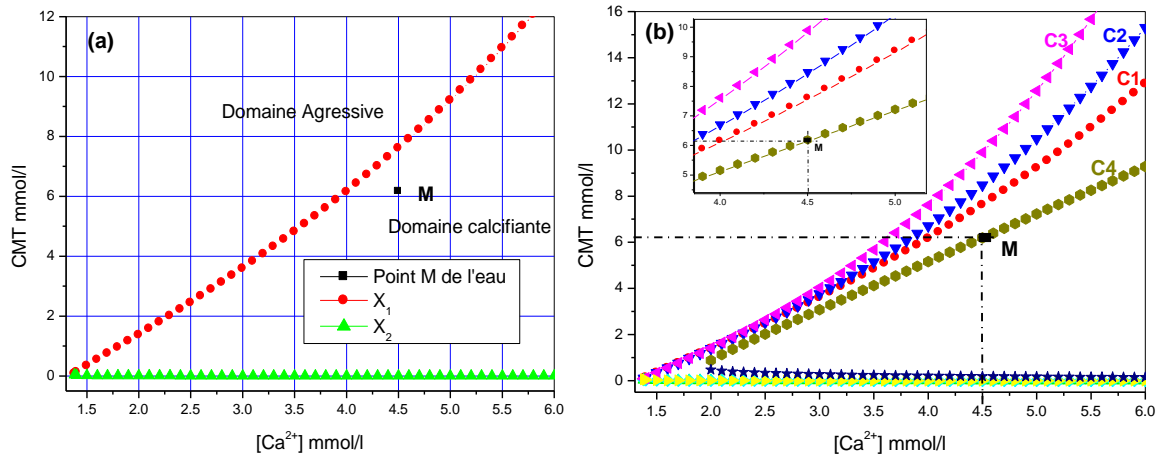 (a)
CMT mmol/l
12
10
8
6
4
2
0
Domaine Agressive
M
Domaine calcifiante
Point M de l'eau
X₁
X₂
1.5 2.0 2.5 3.0 3.5 4.0 4.5 5.0 5.5 6.0
[Ca²⁺] mmol/l
(b)
CMT mmol/l
16
14
12
10
8
6
4
2
0
10
9
8
7
6
5
M
4.0 4.5 5.0
C3
C2
C1
C4
M
1.5 2.0 2.5 3.0 3.5 4.0 4.5 5.0 5.5 6.0
[Ca²⁺] mmol/l